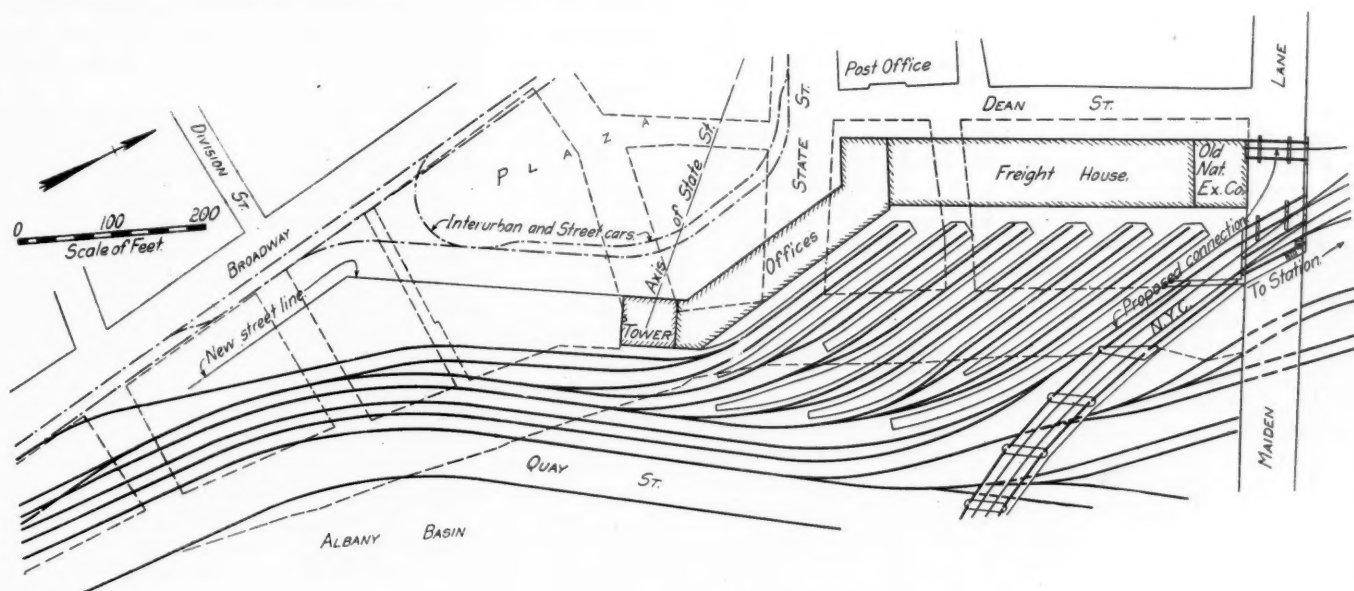 Post Office
LANE
DEAN ST.
STATE ST.
DIVISION ST.
PLAZA
Old
Nat.
Ex. Co.
Freight House.
0 100 200
Scale of Feet.
BROADWAY
Interurban and Street cars.
Axis of State St.
Offices
Proposed connection
To Station.
N.Y.C.
New street line
TOWER
MAIDEN
QUAY
ST.
ALBANY BASIN